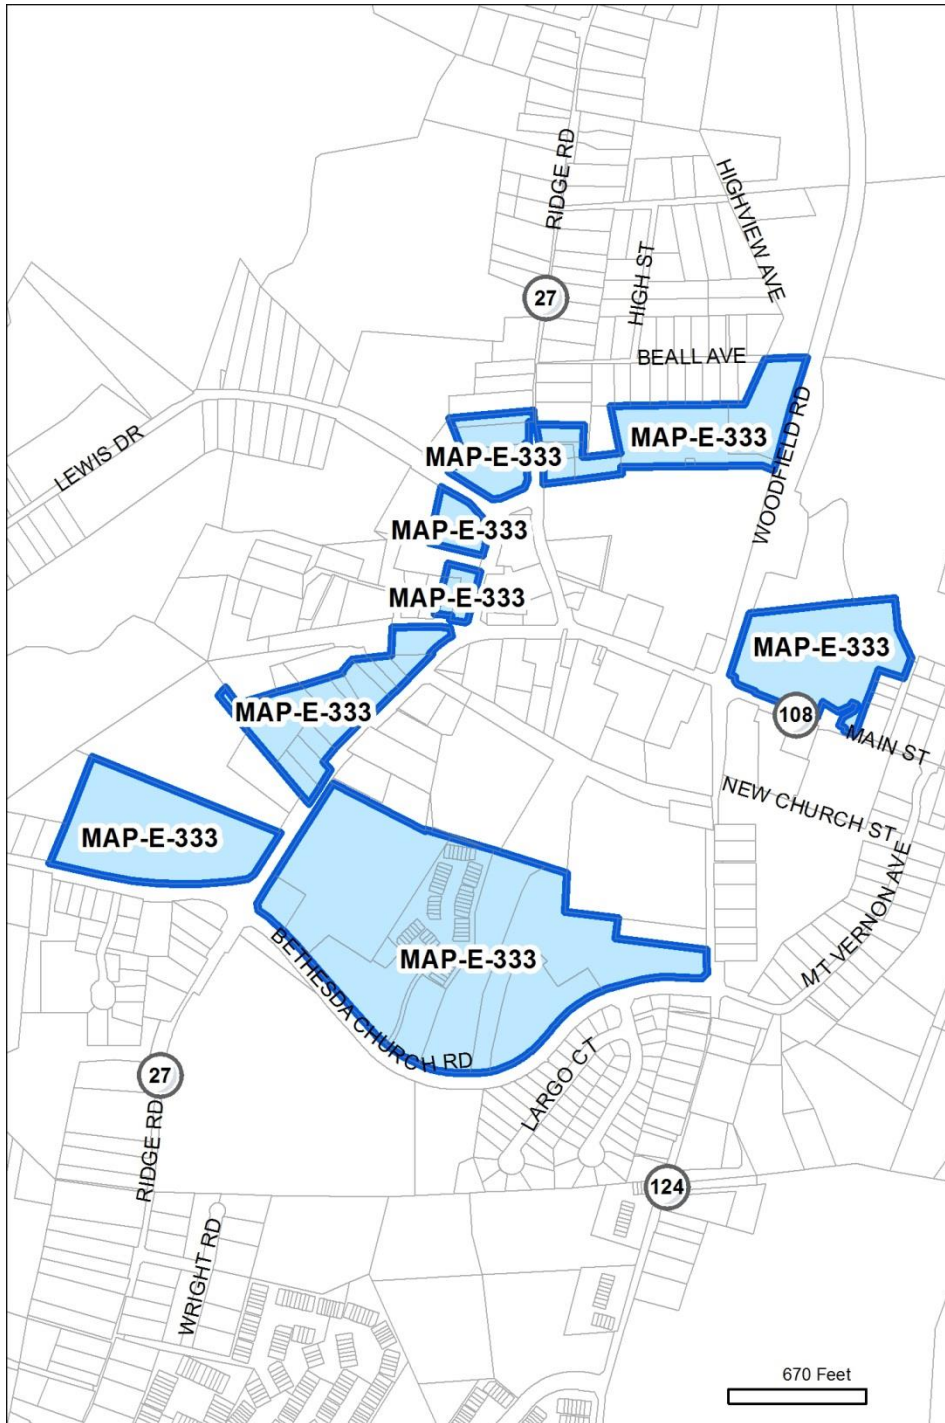 RIDGE RD
HIGHVIEW AVE
HIGH ST
27
BEALL AVE
LEWIS DR
MAP-E-333
MAP-E-333
WOODFIELD RD
MAP-E-333
MAP-E-333
MAP-E-333
MAP-E-333
108
MAIN ST
NEW CHURCH ST
MAP-E-333
MT VERNON AVE
MAP-E-333
BETHESDA CHURCH RD
LARGO CT
27
RIDGE RD
124
WRIGHT RD
670 Feet